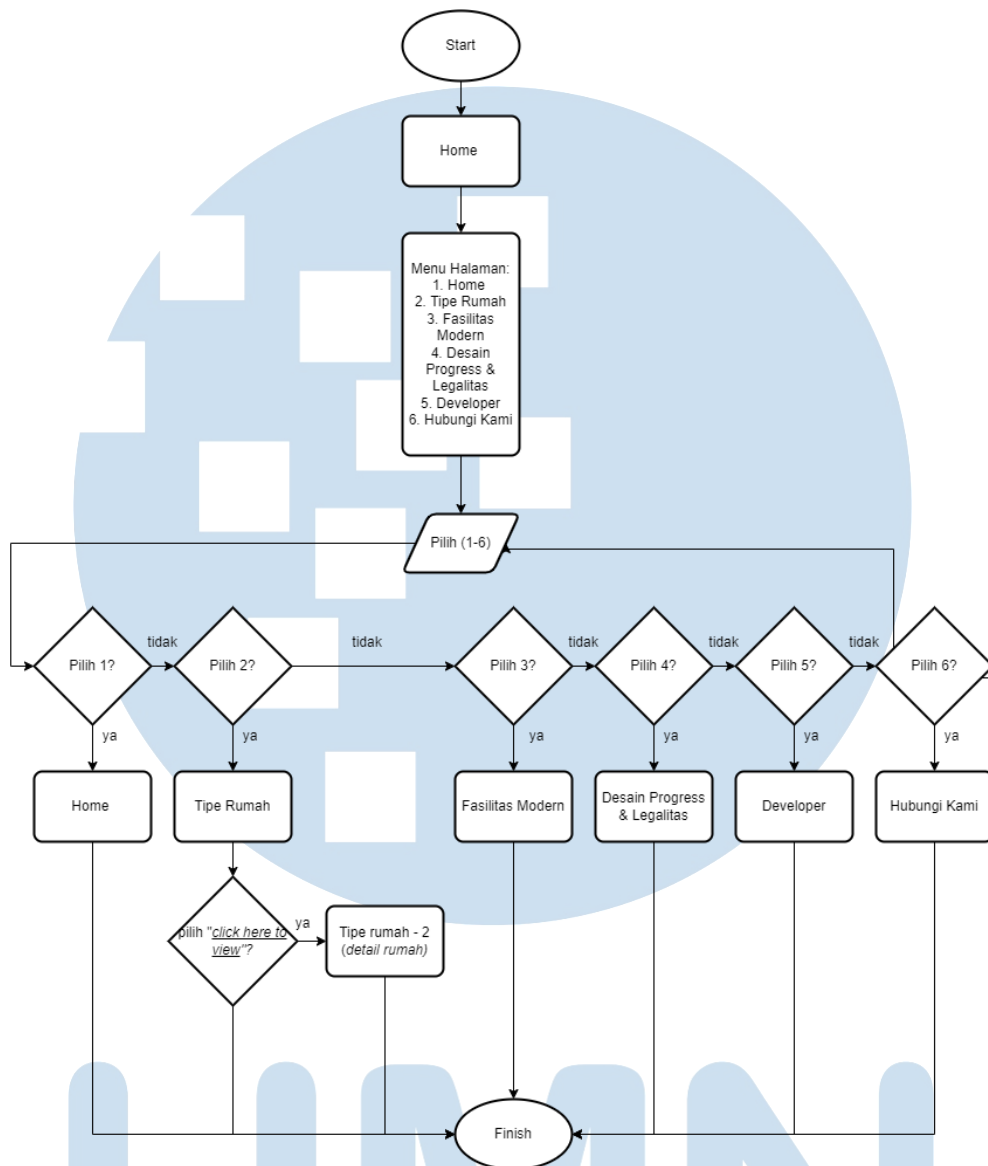 Start
Home
Menu Halaman:
1. Home
2. Tipe Rumah
3. Fasilitas
Modern
4. Desain
Progress &
Legalitas
5. Developer
6. Hubungi Kami
Pilih (1-6)
Pilih 1?
tidak
Pilih 2?
tidak
Pilih 3?
tidak
Pilih 4?
tidak
Pilih 5?
tidak
Pilih 6?
ya
ya
ya
ya
ya
ya
Home
Tipe Rumah
Fasilitas Modern
Desain Progress
& Legalitas
Developer
Hubungi Kami
pilih "click here to
view"?
ya
Tipe rumah - 2
(detail rumah)
Finish
UMN